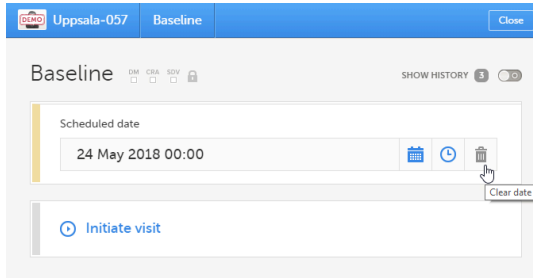 DEMO Uppsala-057 Baseline Close
Baseline DM CRA SDV SHOW HISTORY 3
Scheduled date
24 May 2018 00:00
Clear date
Initiate visit